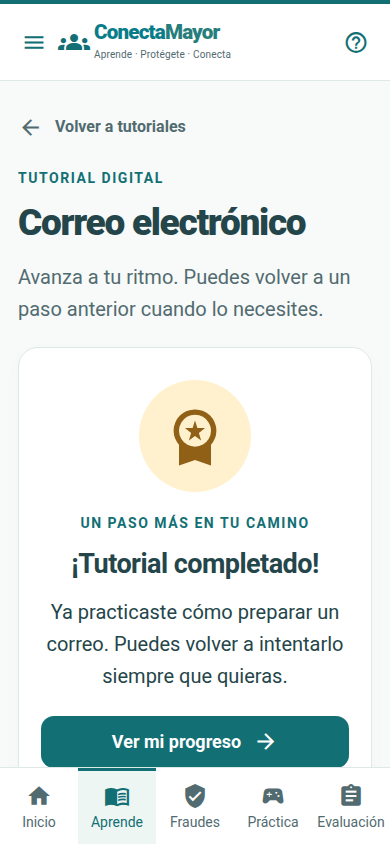 ConectaMayor
Aprende · Protégete · Conecta
Volver a tutoriales
TUTORIAL DIGITAL
Correo electrónico
Avanza a tu ritmo. Puedes volver a un
paso anterior cuando lo necesites.
UN PASO MÁS EN TU CAMINO
¡Tutorial completado!
Ya practicaste cómo preparar un
correo. Puedes volver a intentarlo
siempre que quieras.
Ver mi progreso
Inicio Aprende Fraudes Práctica Evaluación